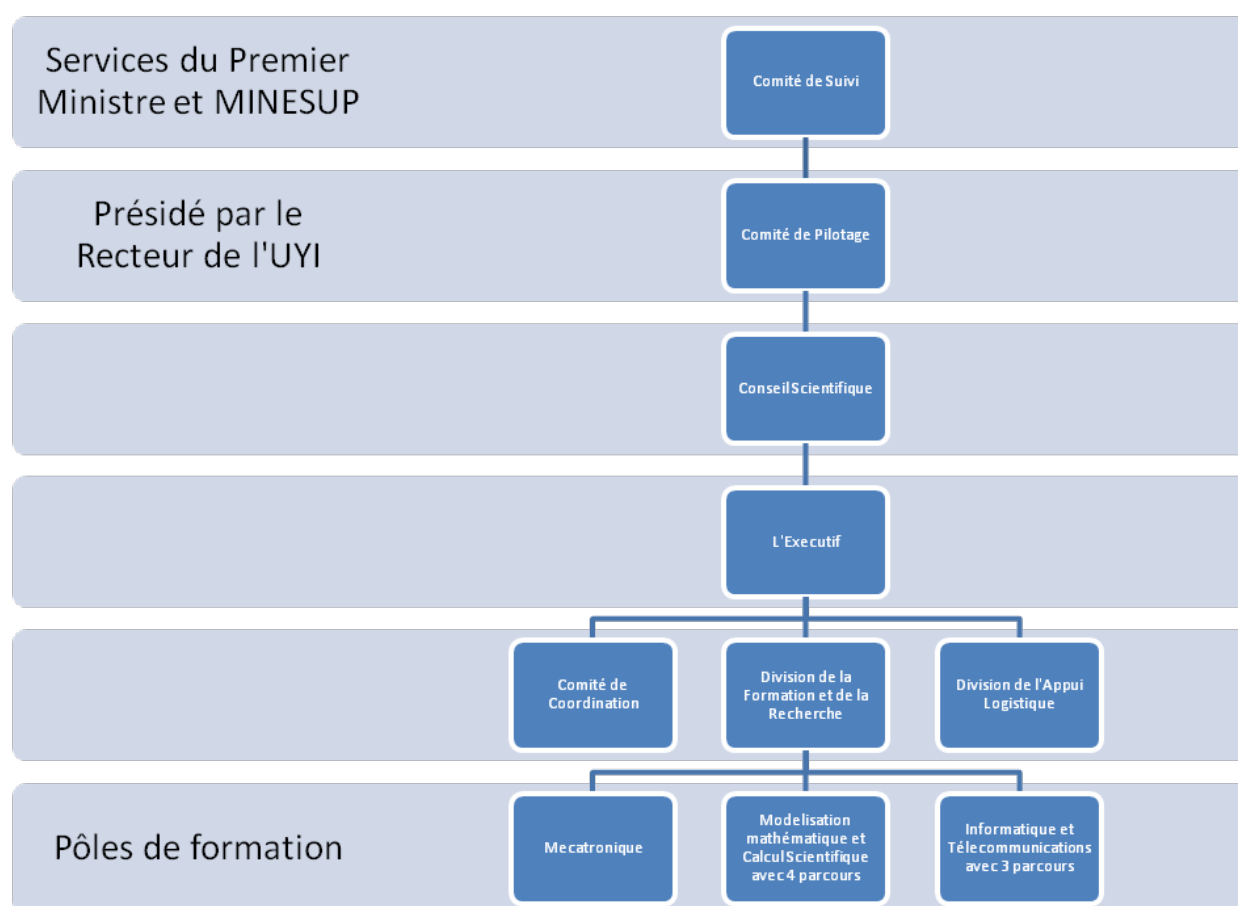 Services du Premier
Ministre et MINESUP
Comité de Suivi
Présidé par le
Recteur de l'UYI
Comité de Pilotage
Conseil Scientifique
L'Executif
Comité de
Coordination
Division de la
Formation et de la
Recherche
Division de l'Appui
Logistique
Pôles de formation
Mecatronique
Modelisation
mathématique et
Calcul Scientifique
avec 4 parcours
Informatique et
Télecommunications
avec 3 parcours